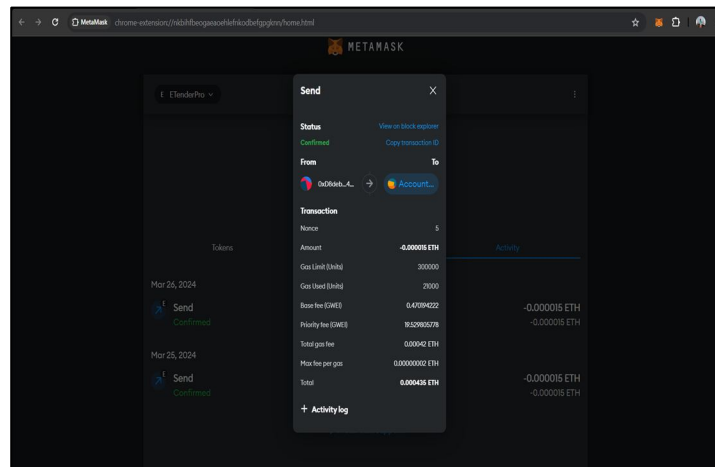 MetaMask chrome-extension://nkbihfbeogaeaoehlefnkodbefgpgknn/home.html
METAMASK
E ETenderPro
Send X
Status View on block explorer
Confirmed Copy transaction ID
From To
0xD8deb...4... Account...
Transaction
Nonce 5
Tokens Amount -0.000015 ETH Activity
Gas Limit (Units) 300000
Mar 26, 2024
Gas Used (Units) 21000
E Send Base fee (GWEI) 0.470194222 -0.000015 ETH
Confirmed Priority fee (GWEI) 19.529805778 -0.000015 ETH
Total gas fee 0.00042 ETH
Mar 25, 2024
Max fee per gas 0.00000002 ETH
E Send Total 0.000435 ETH -0.000015 ETH
Confirmed -0.000015 ETH
+ Activity log